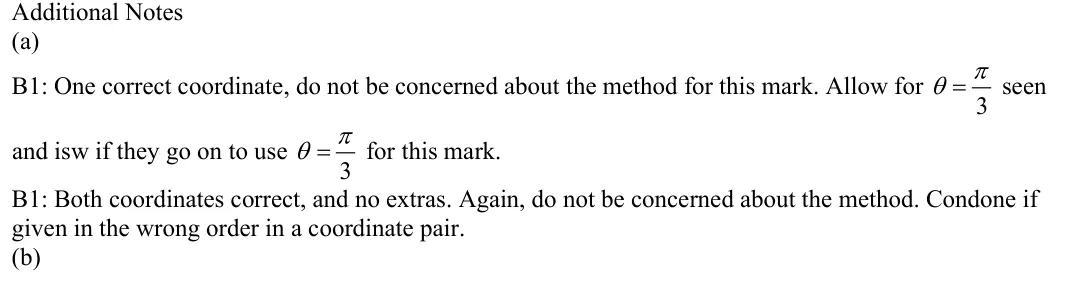 Additional Notes
(a)
B1: One correct coordinate, do not be concerned about the method for this mark. Allow for θ = π/3 seen
and isw if they go on to use θ = π/3 for this mark.
B1: Both coordinates correct, and no extras. Again, do not be concerned about the method. Condone if
given in the wrong order in a coordinate pair.
(b)